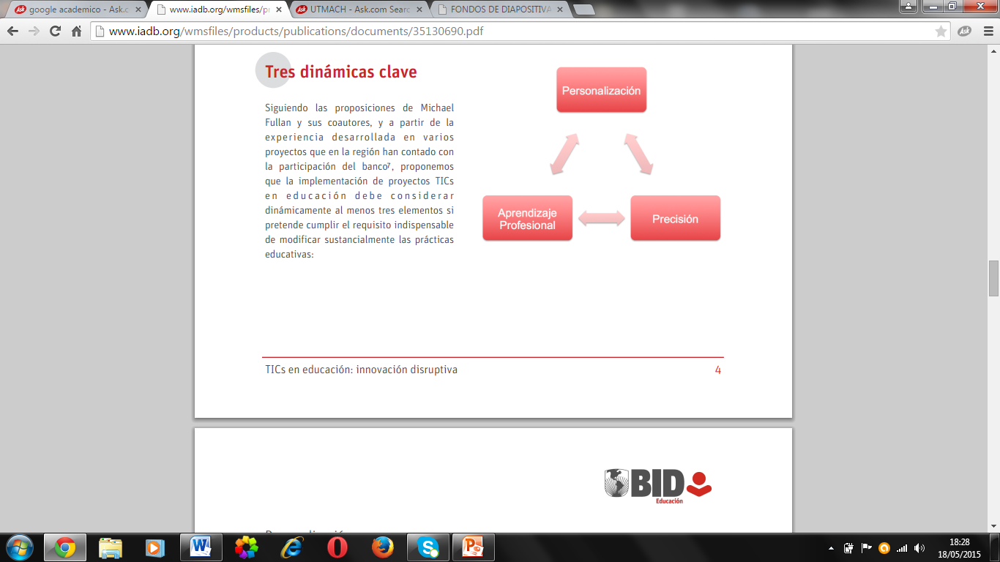 google academico - Ask.c
www.iadb.org/wmsfiles/pr
UTMACH - Ask.com Searc
FONDOS DE DIAPOSITIVA
www.iadb.org/wmsfiles/products/publications/documents/35130690.pdf
Ask
Tres dinámicas clave
Siguiendo las proposiciones de Michael
Fullan y sus coautores, y a partir de la
experiencia desarrollada en varios
proyectos que en la región han contado con
la participación del banco⁷, proponemos
que la implementación de proyectos TICs
en educación debe considerar
dinámicamente al menos tres elementos si
pretende cumplir el requisito indispensable
de modificar sustancialmente las prácticas
educativas:
Personalización
Aprendizaje
Profesional
Precisión
TICs en educación: innovación disruptiva
4
BID
Educación
18:28
18/05/2015